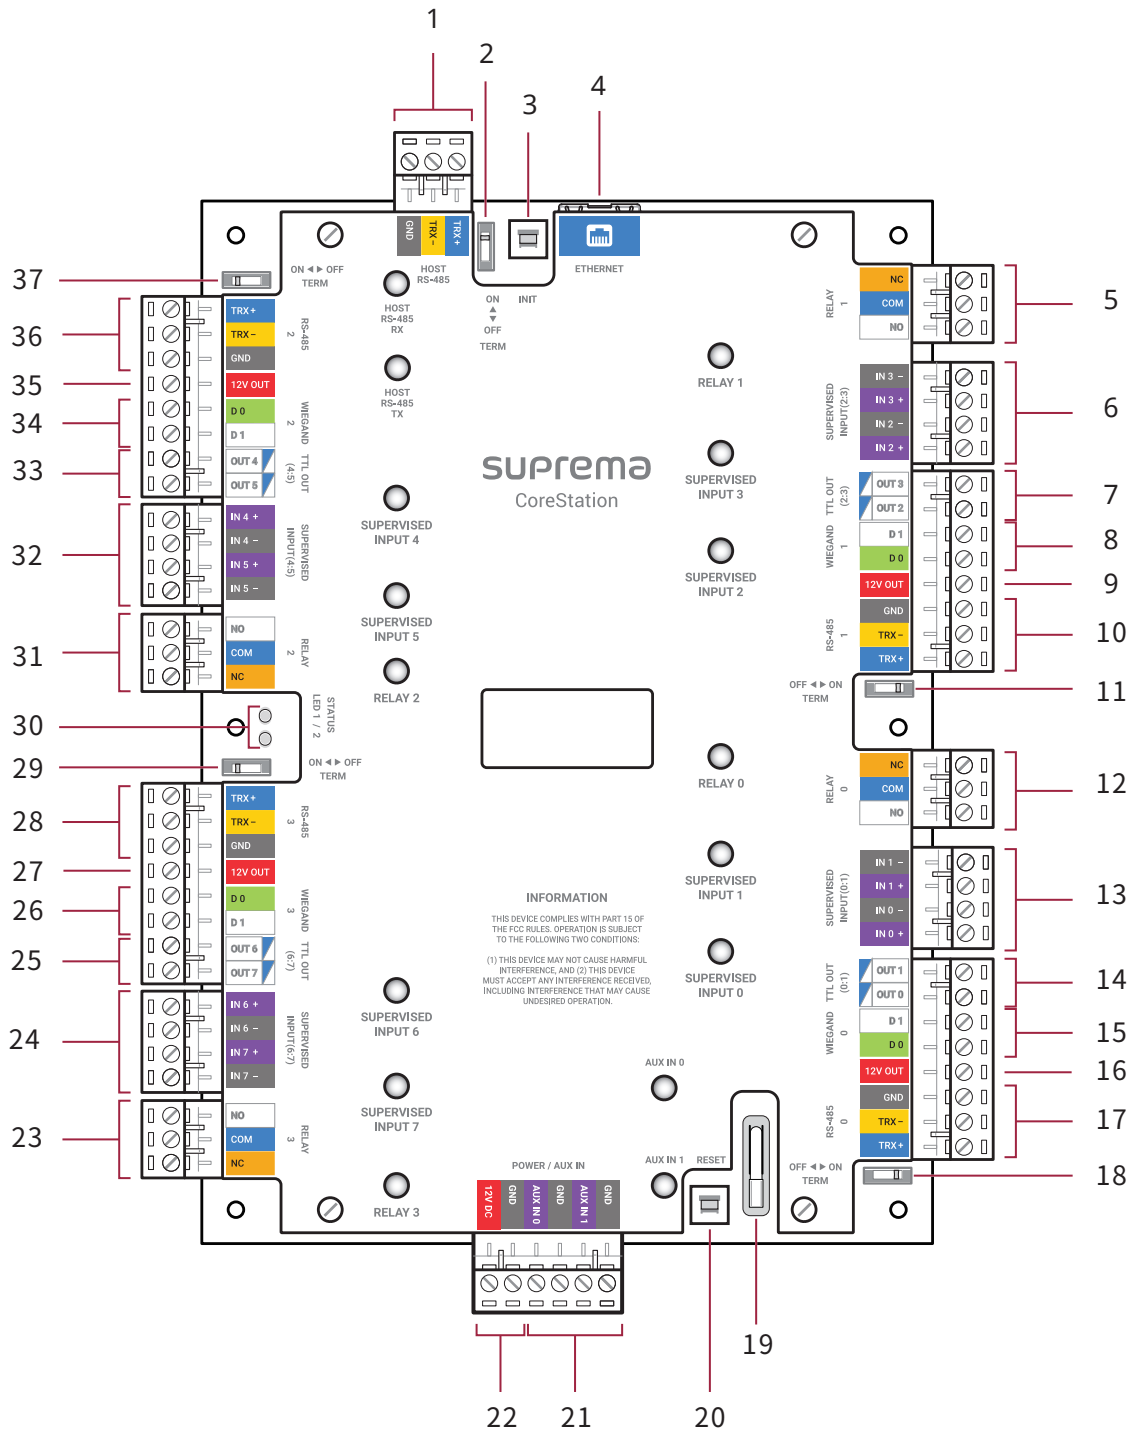 1
2
3
4
GND
TRX -
TRX +
HOST
RS-485
ON
OFF
TERM
INIT
ETHERNET
37
ON ◄ ► OFF
TERM
HOST
RS-485
RX
HOST
RS-485
TX
36
TRX +
TRX -
GND
RS-485
2
35
12V OUT
34
D 0
D 1
WIEGAND
2
33
OUT 4
OUT 5
TTL OUT
(4:5)
32
IN 4 +
IN 4 -
IN 5 +
IN 5 -
SUPERVISED
INPUT(4:5)
31
NO
COM
NC
RELAY
2
30
STATUS
LED 1 / 2
29
ON ◄ ► OFF
TERM
28
TRX +
TRX -
GND
RS-485
3
27
12V OUT
26
D 0
D 1
WIEGAND
3
25
OUT 6
OUT 7
TTL OUT
(6:7)
24
IN 6 +
IN 6 -
IN 7 +
IN 7 -
SUPERVISED
INPUT(6:7)
23
NO
COM
NC
RELAY
3
suprema
CoreStation
SUPERVISED
INPUT 4
SUPERVISED
INPUT 5
RELAY 2
SUPERVISED
INPUT 6
SUPERVISED
INPUT 7
RELAY 3
RELAY 1
SUPERVISED
INPUT 3
SUPERVISED
INPUT 2
RELAY 0
SUPERVISED
INPUT 1
SUPERVISED
INPUT 0
INFORMATION
THIS DEVICE COMPLIES WITH PART 15 OF
THE FCC RULES. OPERATION IS SUBJECT
TO THE FOLLOWING TWO CONDITIONS:
(1) THIS DEVICE MAY NOT CAUSE HARMFUL
INTERFERENCE, AND (2) THIS DEVICE
MUST ACCEPT ANY INTERFERENCE RECEIVED,
INCLUDING INTERFERENCE THAT MAY CAUSE
UNDESIRED OPERATION.
AUX IN 0
AUX IN 1
RESET
POWER / AUX IN
12V DC
GND
AUX IN 0
GND
AUX IN 1
GND
RELAY
1
NC
COM
NO
5
SUPERVISED
INPUT(2:3)
IN 3 -
IN 3 +
IN 2 -
IN 2 +
6
TTL OUT
(2:3)
OUT 3
OUT 2
7
WIEGAND
1
D 1
D 0
8
12V OUT
9
RS-485
1
GND
TRX -
TRX +
10
OFF ◄ ► ON
TERM
11
RELAY
0
NC
COM
NO
12
SUPERVISED
INPUT(0:1)
IN 1 -
IN 1 +
IN 0 -
IN 0 +
13
TTL OUT
(0:1)
OUT 1
OUT 0
14
WIEGAND
0
D 1
D 0
15
12V OUT
16
RS-485
0
GND
TRX -
TRX +
17
OFF ◄ ► ON
TERM
18
19
22
21
20